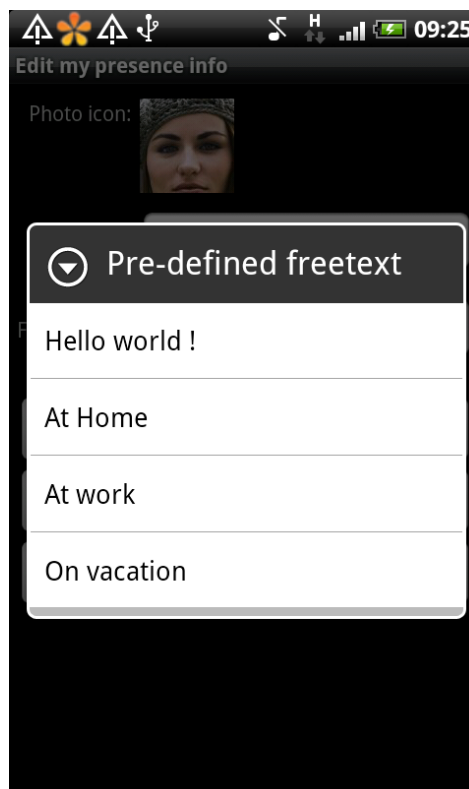 H
09:25
Edit my presence info
Photo icon:
Pre-defined freetext
F
Hello world !
At Home
At work
On vacation